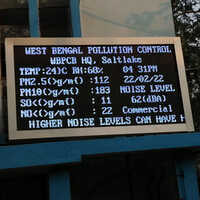 WEST BENGAL POLLUTION CONTROL
WBPCB HQ, Saltlake
TEMP:24)C RH:68% 04 31PM
PM2.5()g/m() :112 22/02/22
PM10()g/m() :183 NOISE LEVEL
SO<()g/m() : 11 62(dBA)
NO<()g/m() : 22 Commercial
HIGHER NOISE LEVELS CAN HAVE